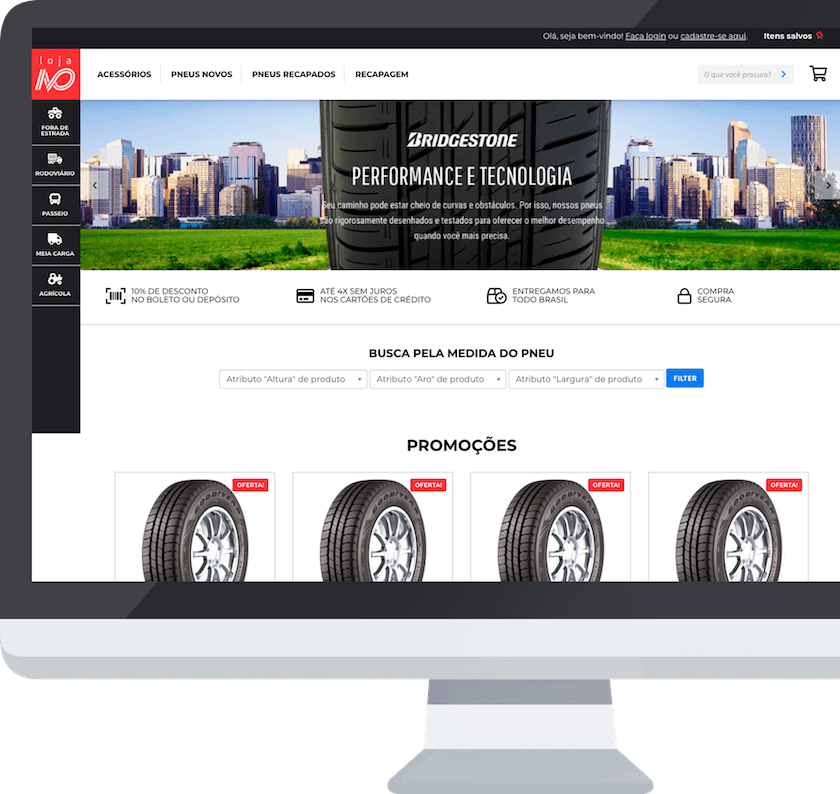 Olá, seja bem-vindo! Faça login ou cadastre-se aqui. Itens salvos
loja
ACESSÓRIOS PNEUS NOVOS PNEUS RECAPADOS RECAPAGEM
O que você procura?
FORA DE
ESTRADA
RODOVIÁRIO
PASSEIO
MEIA CARGA
AGRÍCOLA
BRIDGESTONE
PERFORMANCE E TECNOLOGIA
Seu caminho pode estar cheio de curvas e obstáculos. Por isso, nossos pneus
são rigorosamente desenhados e testados para oferecer o melhor desempenho
quando você mais precisa.
10% DE DESCONTO
NO BOLETO OU DEPÓSITO
ATÉ 4X SEM JUROS
NOS CARTÕES DE CRÉDITO
ENTREGAMOS PARA
TODO BRASIL
COMPRA
SEGURA
BUSCA PELA MEDIDA DO PNEU
Atributo "Altura" de produto Atributo "Aro" de produto Atributo "Largura" de produto FILTER
PROMOÇÕES
OFERTA! OFERTA! OFERTA! OFERTA!
GOODYEAR GOODYEAR GOODYEAR GOODYEAR